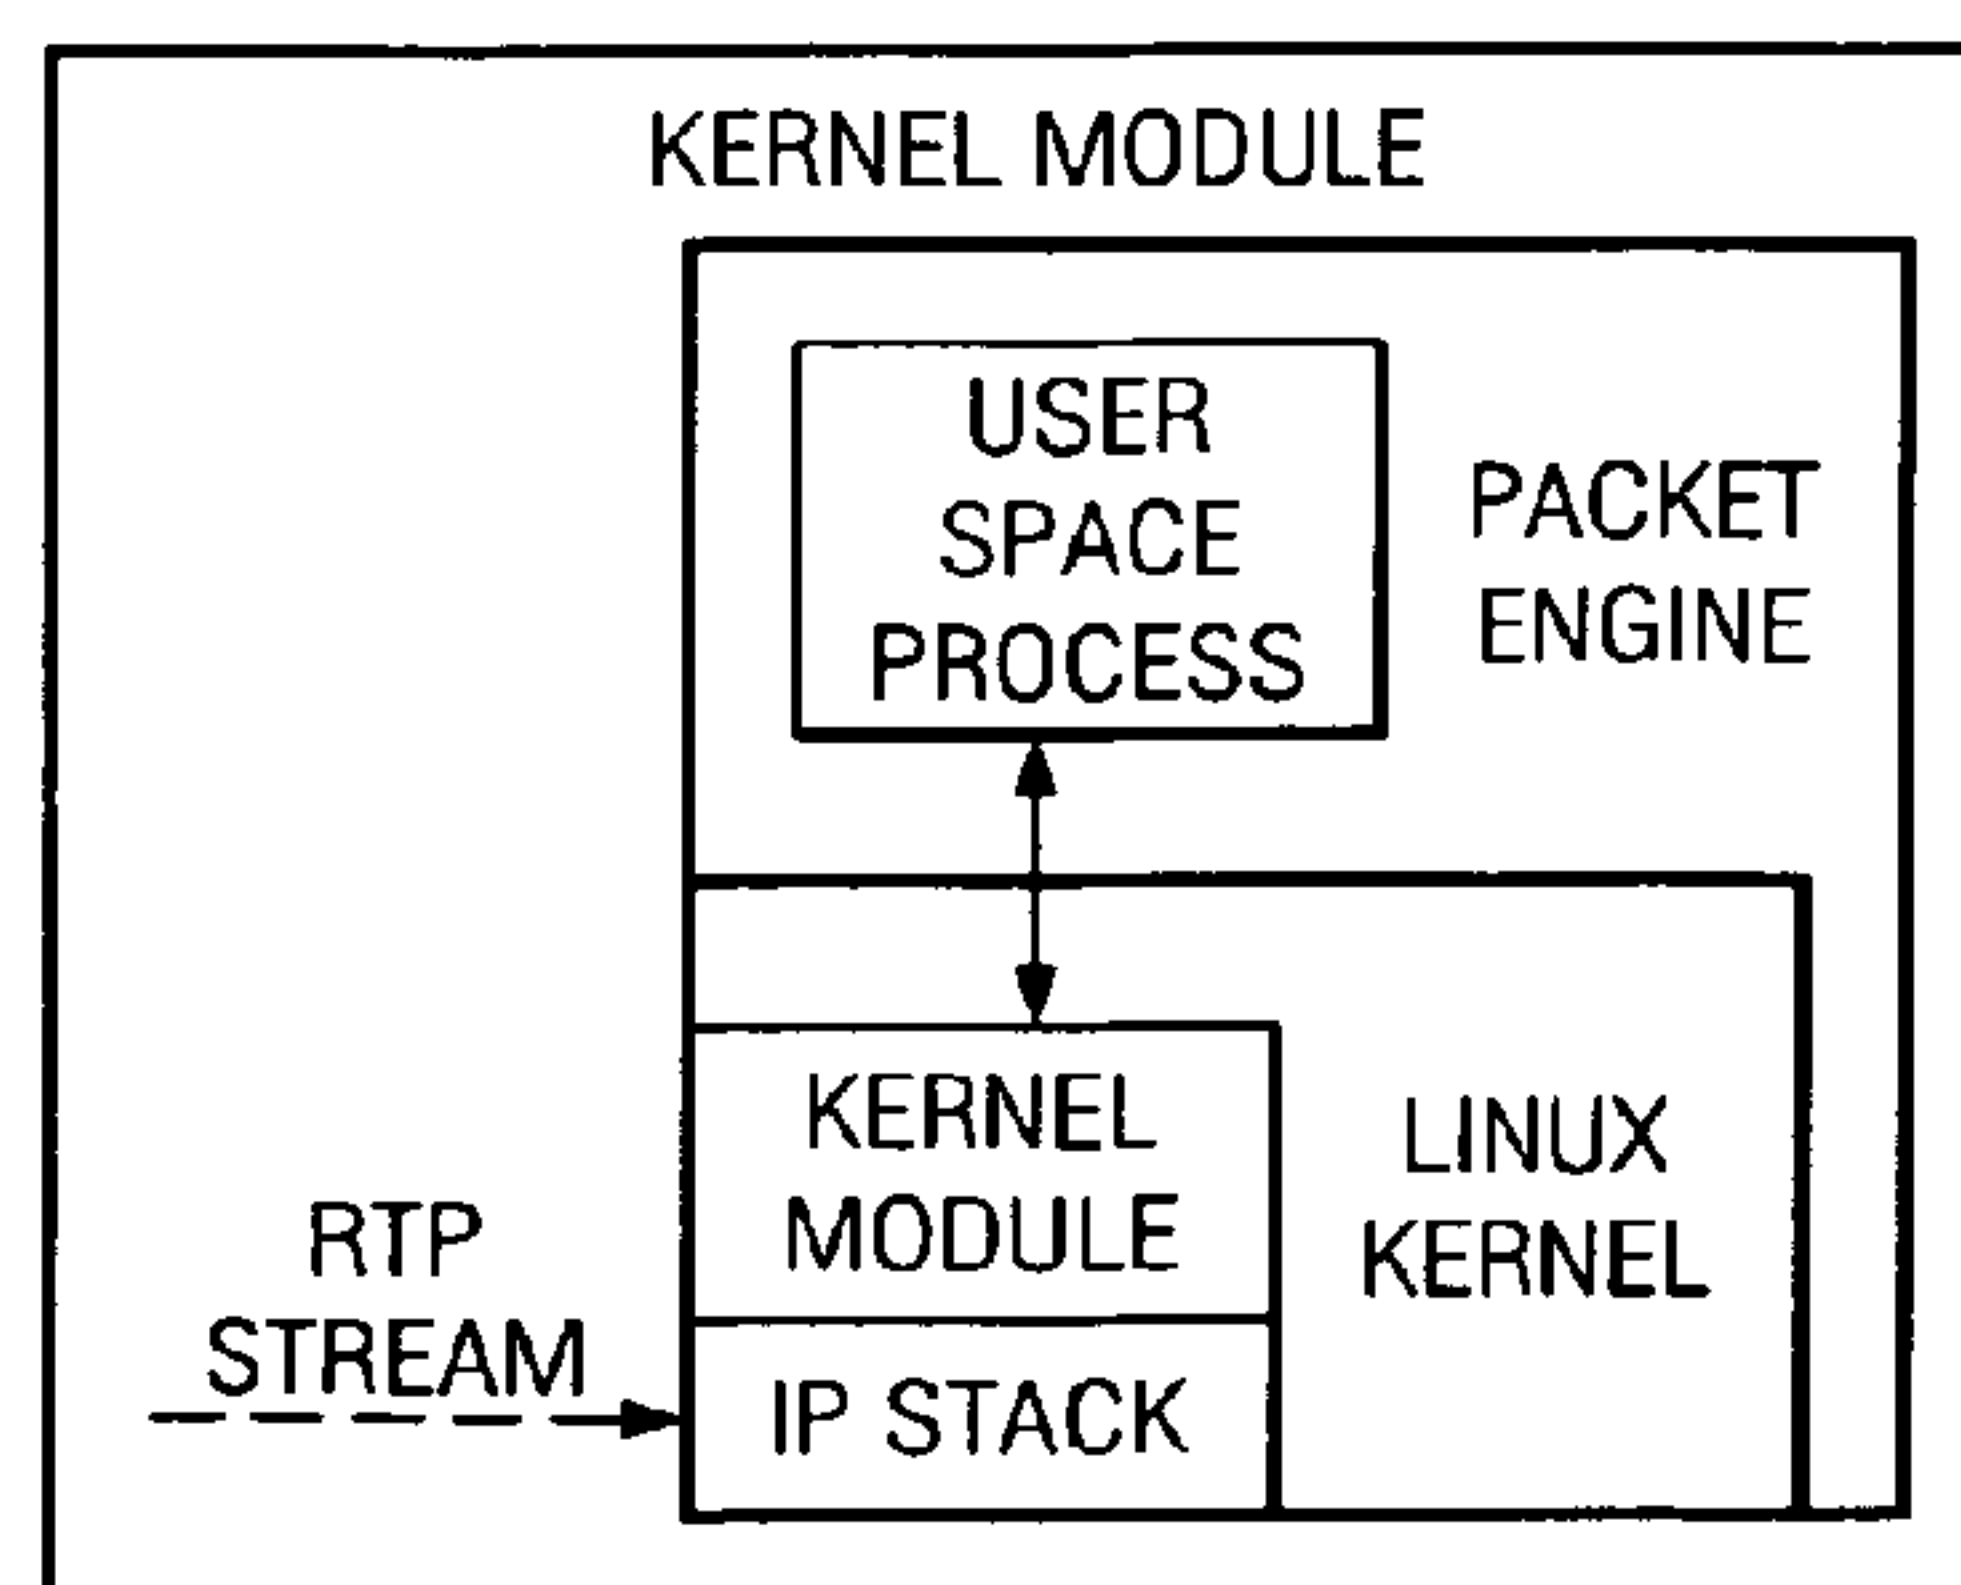 KERNEL MODULE
USER
SPACE
PROCESS
PACKET
ENGINE
KERNEL
MODULE
LINUX
KERNEL
RTP
STREAM
IP STACK